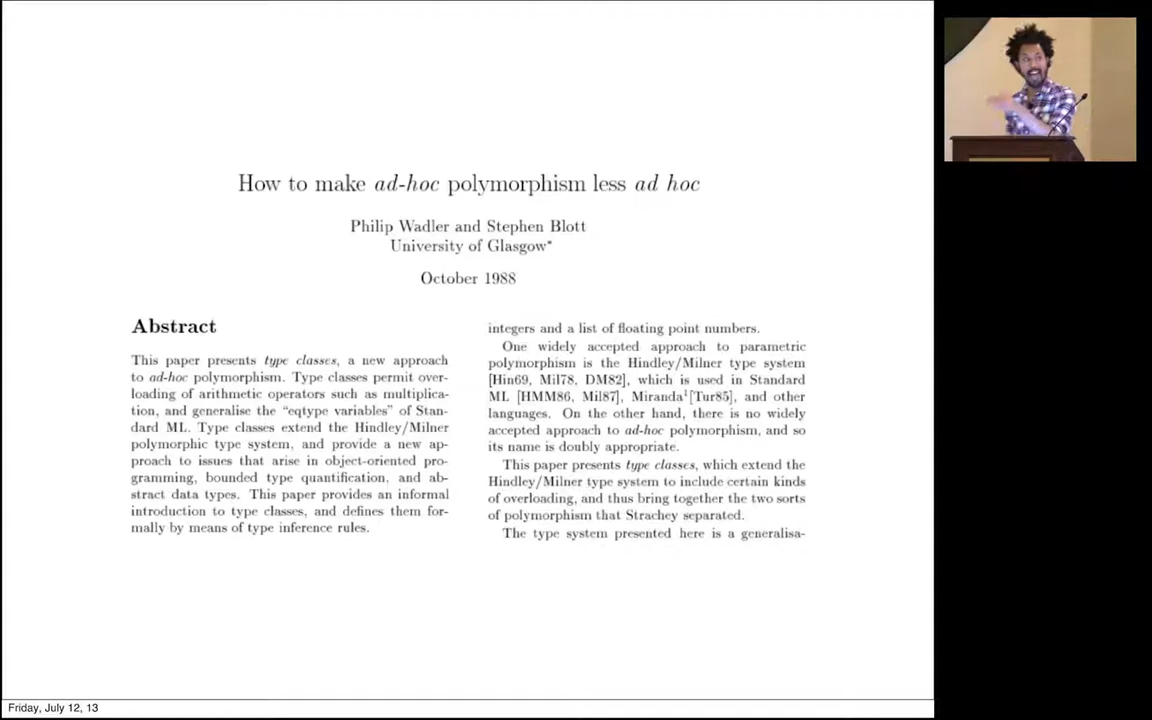 How to make ad-hoc polymorphism less ad hoc
Philip Wadler and Stephen Blott
University of Glasgow*
October 1988
Abstract
This paper presents type classes, a new approach
to ad-hoc polymorphism. Type classes permit over-
loading of arithmetic operators such as multiplica-
tion, and generalise the “eqtype variables” of Stan-
dard ML. Type classes extend the Hindley/Milner
polymorphic type system, and provide a new ap-
proach to issues that arise in object-oriented pro-
gramming, bounded type quantification, and ab-
stract data types. This paper provides an informal
introduction to type classes, and defines them for-
mally by means of type inference rules.
integers and a list of floating point numbers.
One widely accepted approach to parametric
polymorphism is the Hindley/Milner type system
[Hin69, Mil78, DM82], which is used in Standard
ML [HMM86, Mil87], Miranda¹[Tur85], and other
languages. On the other hand, there is no widely
accepted approach to ad-hoc polymorphism, and so
its name is doubly appropriate.
This paper presents type classes, which extend the
Hindley/Milner type system to include certain kinds
of overloading, and thus bring together the two sorts
of polymorphism that Strachey separated.
The type system presented here is a generalisa-
Friday, July 12, 13